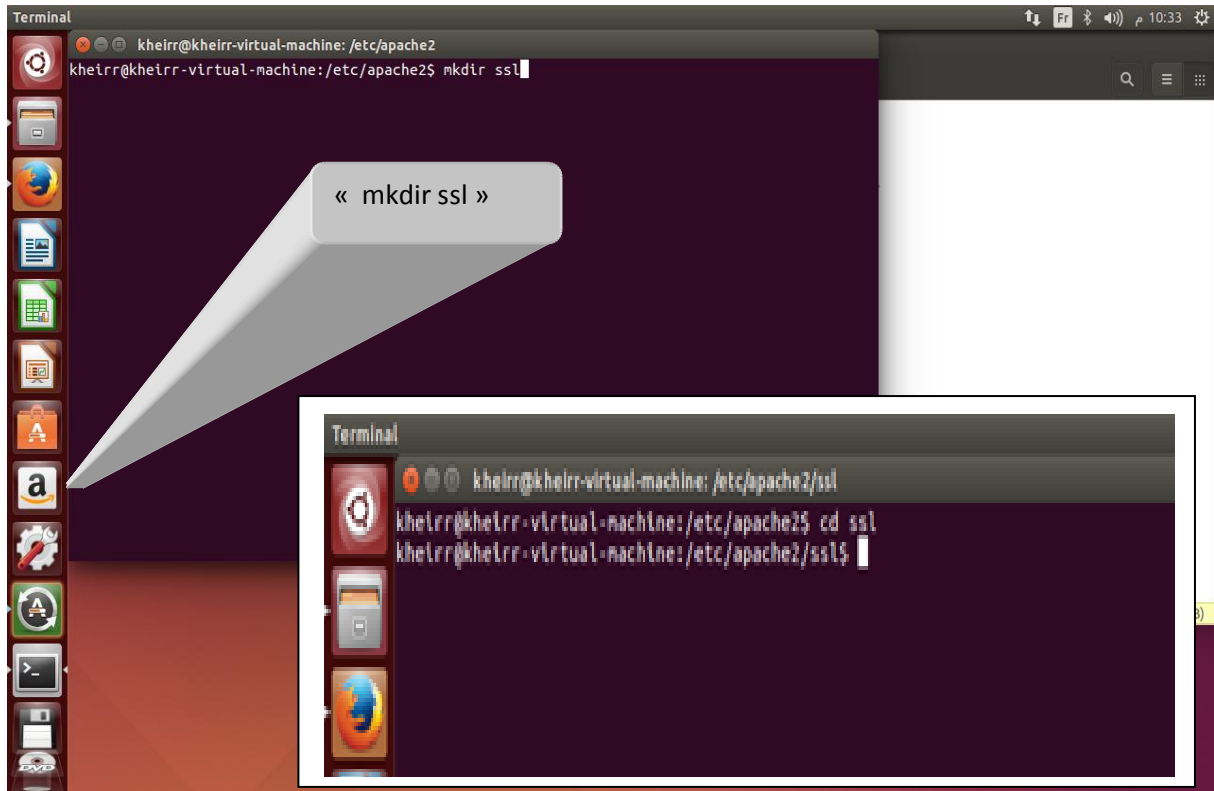 Terminal
Fr
10:33 م
kheirr@kheirr-virtual-machine: /etc/apache2
kheirr@kheirr-virtual-machine:/etc/apache2$ mkdir ssl
« mkdir ssl »
Terminal
kheirr@kheirr-virtual-machine: /etc/apache2/ssl
kheirr@kheirr-virtual-machine:/etc/apache2$ cd ssl
kheirr@kheirr-virtual-machine:/etc/apache2/ssl$
a
DVD